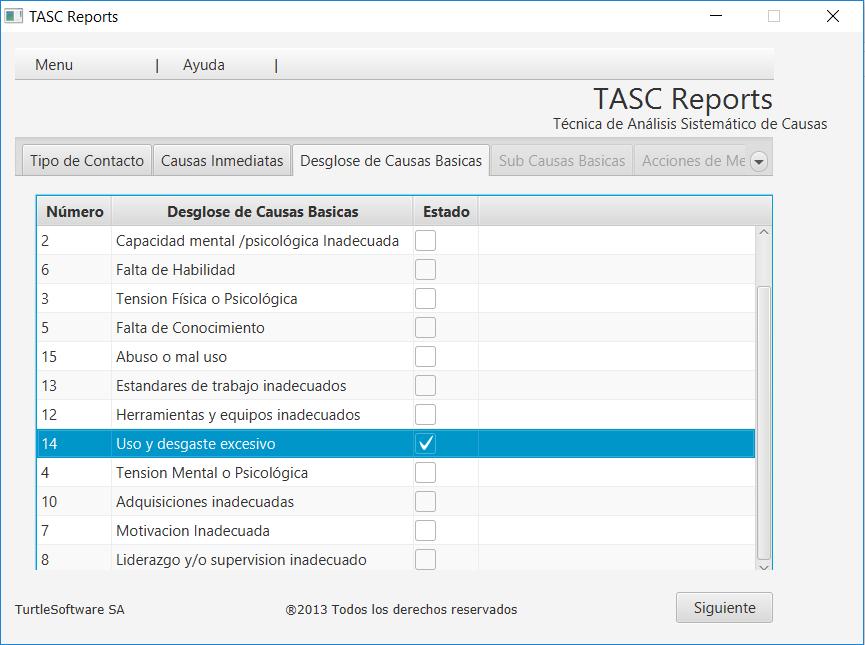 TASC Reports
Menu | Ayuda |
TASC Reports
Técnica de Análisis Sistemático de Causas
Tipo de Contacto Causas Inmediatas Desglose de Causas Basicas Sub Causas Basicas Acciones de Me
Número Desglose de Causas Basicas Estado
2 Capacidad mental /psicológica Inadecuada
6 Falta de Habilidad
3 Tension Física o Psicológica
5 Falta de Conocimiento
15 Abuso o mal uso
13 Estandares de trabajo inadecuados
12 Herramientas y equipos inadecuados
14 Uso y desgaste excesivo
4 Tension Mental o Psicológica
10 Adquisiciones inadecuadas
7 Motivacion Inadecuada
8 Liderazgo y/o supervision inadecuado
TurtleSoftware SA ®2013 Todos los derechos reservados Siguiente